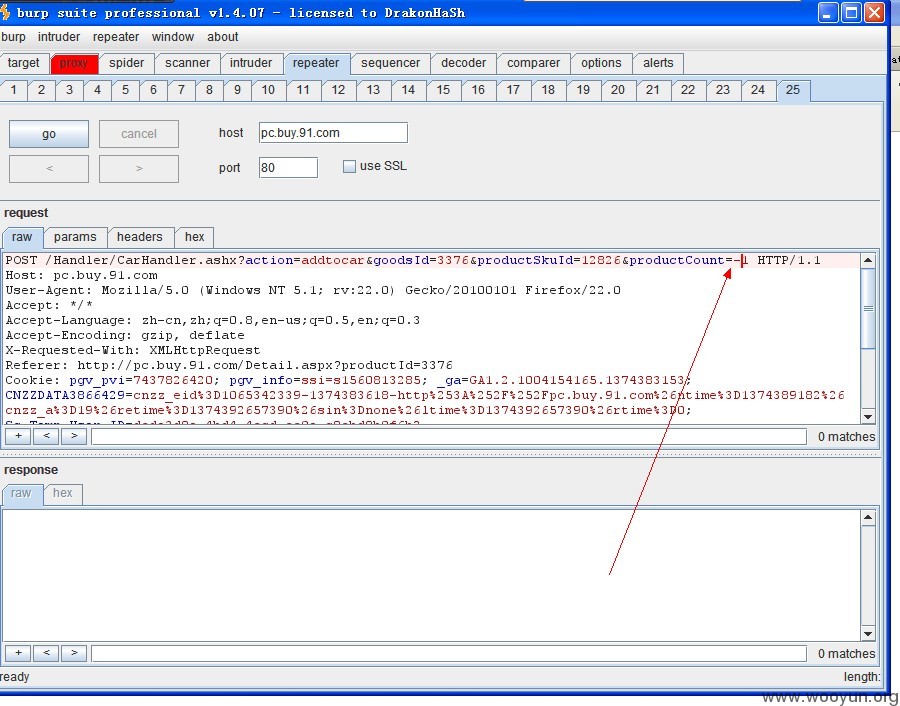 burp suite professional v1.4.07 - licensed to DrakonHaSh
burp intruder repeater window about
target proxy spider scanner intruder repeater sequencer decoder comparer options alerts
1 2 3 4 5 6 7 8 9 10 11 12 13 14 15 16 17 18 19 20 21 22 23 24 25
go cancel host pc.buy.91.com
< > port 80 use SSL
request
raw params headers hex
POST /Handler/CarHandler.ashx?action=addtocar&goodsId=3376&productSkuId=12826&productCount=-1 HTTP/1.1
Host: pc.buy.91.com
User-Agent: Mozilla/5.0 (Windows NT 5.1; rv:22.0) Gecko/20100101 Firefox/22.0
Accept: */*
Accept-Language: zh-cn,zh;q=0.8,en-us;q=0.5,en;q=0.3
Accept-Encoding: gzip, deflate
X-Requested-With: XMLHttpRequest
Referer: http://pc.buy.91.com/Detail.aspx?productId=3376
Cookie: pgv_pvi=7437826420; pgv_info=ssi=s1560813285; _ga=GA1.2.1004154165.1374383153;
CNZZDATA3866429=cnzz_eid%3D1065342339-1374383618-http%253A%252F%252Fpc.buy.91.com%26ntime%3D1374389182%26
cnzz_a%3D19%26retime%3D1374392657390%26sin%3Dnone%26ltime%3D1374392657390%26rtime%3D0;
+ < > 0 matches
response
raw hex
+ < > 0 matches
ready length:
www.wooyun.org